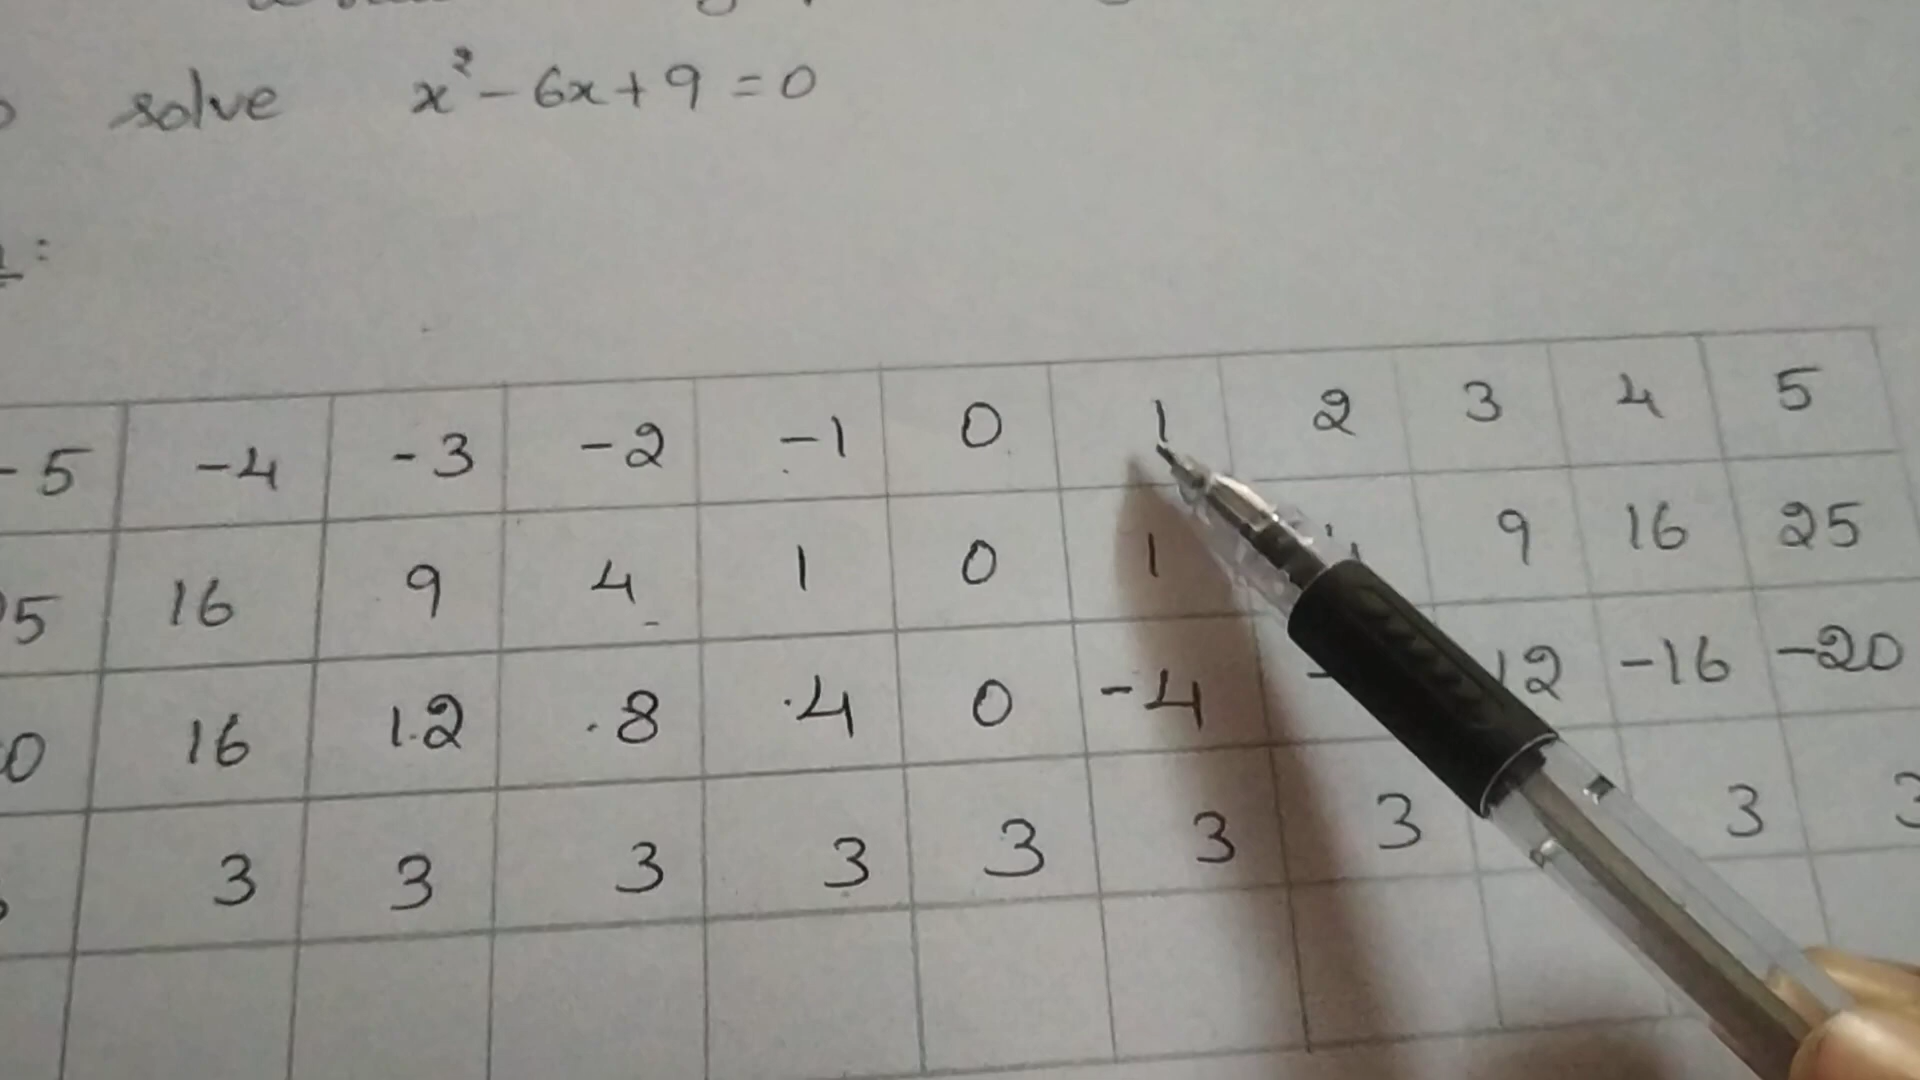 solve x² - 6x + 9 = 0
:
-5 -4 -3 -2 -1 0 1 2 3 4 5
5 16 9 4 1 0 1 9 16 25
0 16 12 8 4 0 -4 12 -16 -20
3 3 3 3 3 3 3 3 3